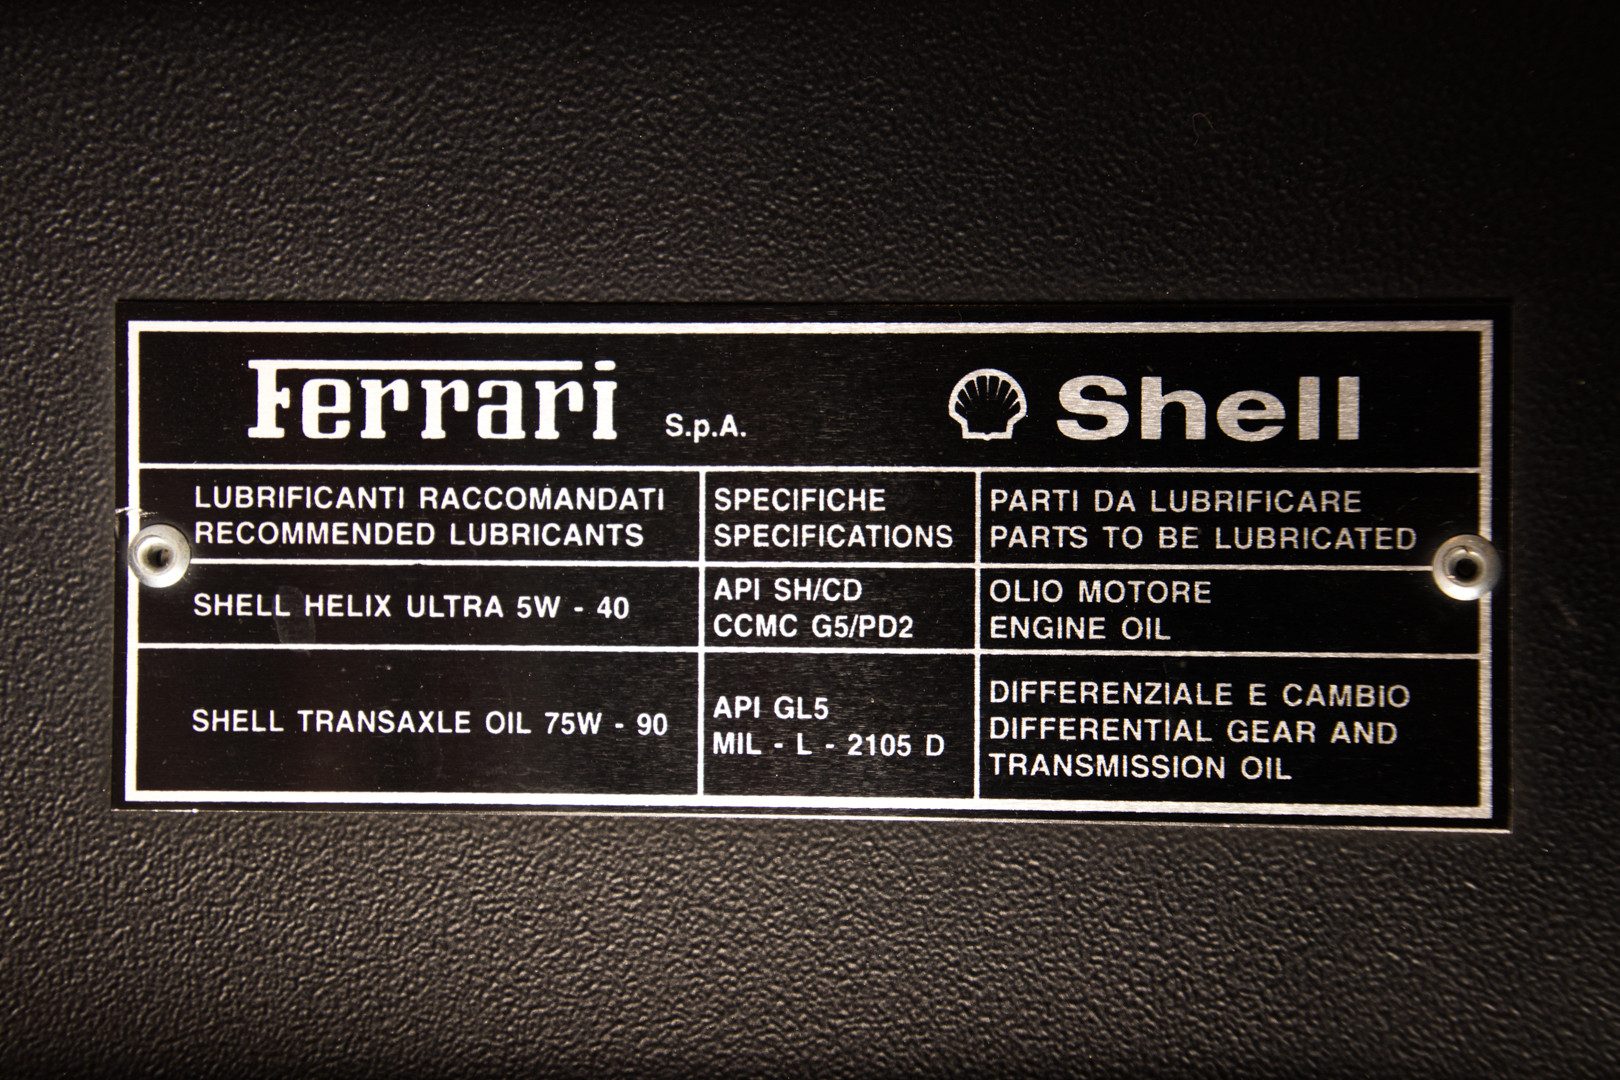 Ferrari S.p.A.
Shell
LUBRIFICANTI RACCOMANDATI
RECOMMENDED LUBRICANTS
SPECIFICHE
SPECIFICATIONS
PARTI DA LUBRIFICARE
PARTS TO BE LUBRICATED
SHELL HELIX ULTRA 5W - 40
API SH/CD
CCMC G5/PD2
OLIO MOTORE
ENGINE OIL
SHELL TRANSAXLE OIL 75W - 90
API GL5
MIL - L - 2105 D
DIFFERENZIALE E CAMBIO
DIFFERENTIAL GEAR AND
TRANSMISSION OIL